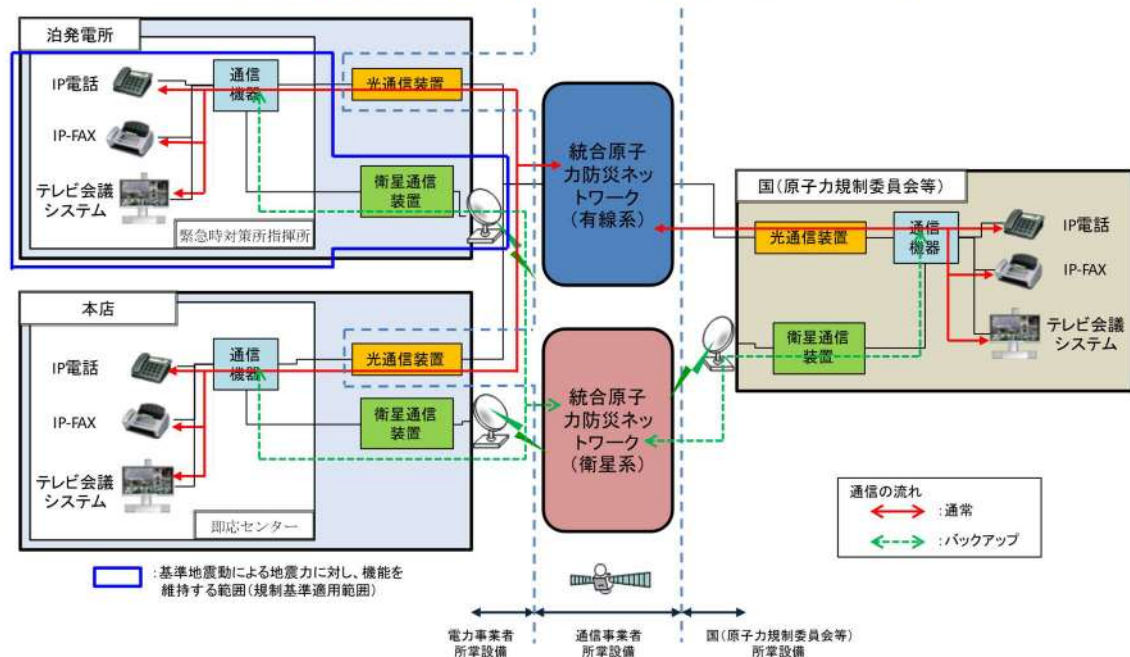 泊発電所
IP電話
IP-FAX
テレビ会議
システム
通信
機器
光通信装置
衛星通信
装置
緊急時対策所指揮所
本店
IP電話
IP-FAX
テレビ会議
システム
通信
機器
光通信装置
衛星通信
装置
即応センター
統合原子
力防災ネッ
トワーク
(有線系)
統合原子
力防災ネッ
トワーク
(衛星系)
国(原子力規制委員会等)
光通信装置
通信
機器
衛星通信
装置
IP電話
IP-FAX
テレビ会議
システム
通信の流れ
:通常
:バックアップ
:基準地震動による地震力に対し、機能を
維持する範囲(規制基準適用範囲)
電力事業者
所掌設備
通信事業者
所掌設備
国(原子力規制委員会等)
所掌設備